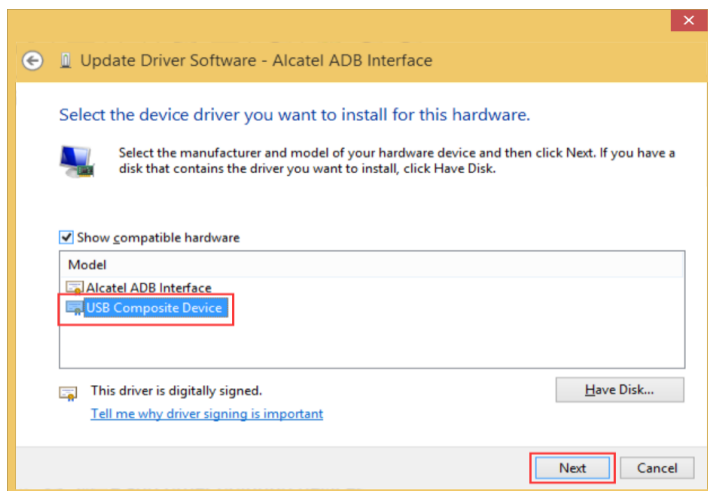 Update Driver Software - Alcatel ADB Interface
Select the device driver you want to install for this hardware.
Select the manufacturer and model of your hardware device and then click Next. If you have a
disk that contains the driver you want to install, click Have Disk.
Show compatible hardware
Model
Alcatel ADB Interface
USB Composite Device
This driver is digitally signed.
Have Disk...
Tell me why driver signing is important
Next
Cancel